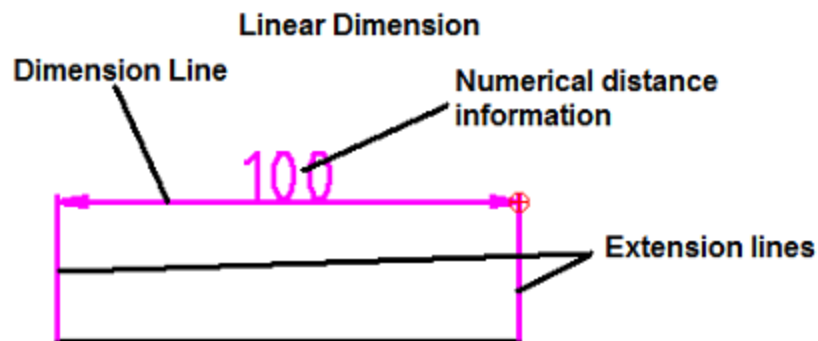 Linear Dimension
Dimension Line
Numerical distance
information
100
Extension lines